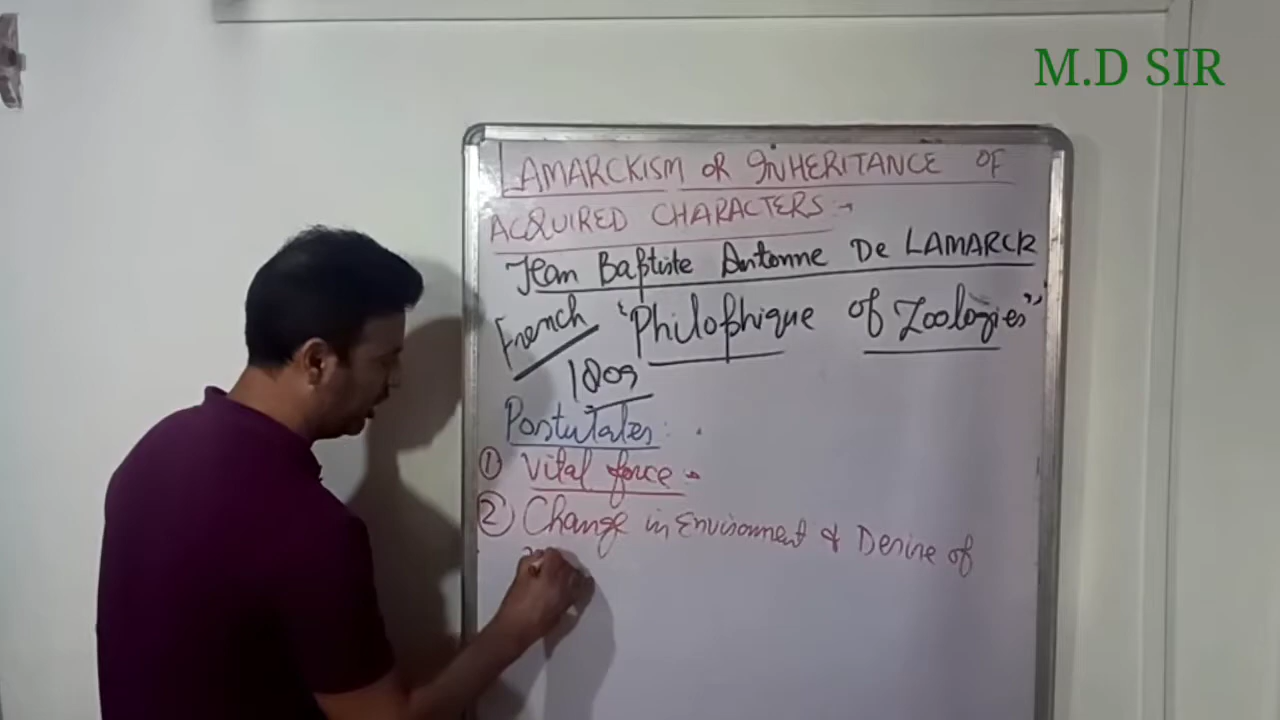 M.D SIR
LAMARCKISM OR INHERITANCE OF
ACQUIRED CHARACTERS :-
Jean Baptiste Antonne De LAMARCK
French "Philophique of Zoologies"
1809
Postulates :
① Vital force :-
② Change in Environment & Desire of